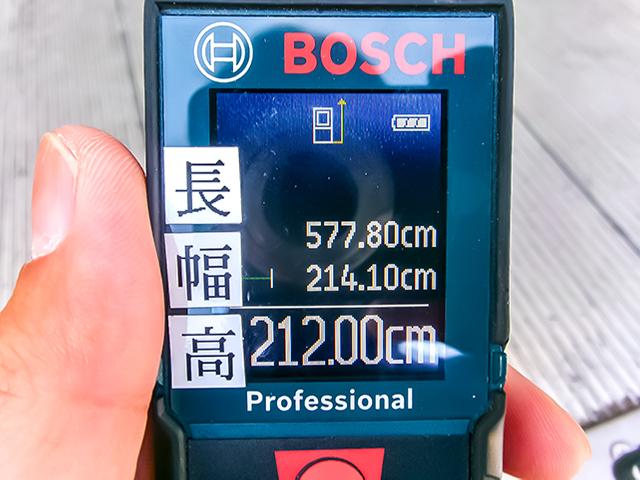 BOSCH
長 577.80cm
幅 214.10cm
高 212.00cm
Professional